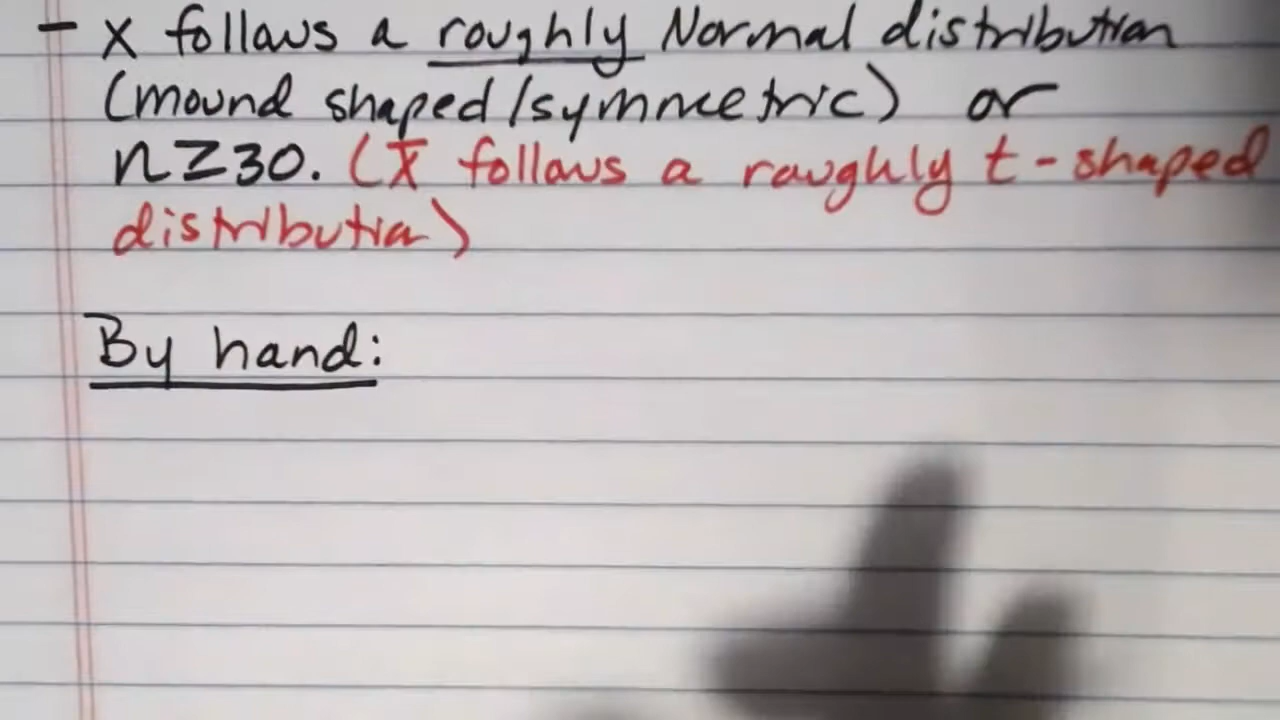 - x follows a roughly Normal distribution
(mound shaped/symmetric) or
n≥30. (x̄ follows a roughly t-shaped
distribution)
By hand: